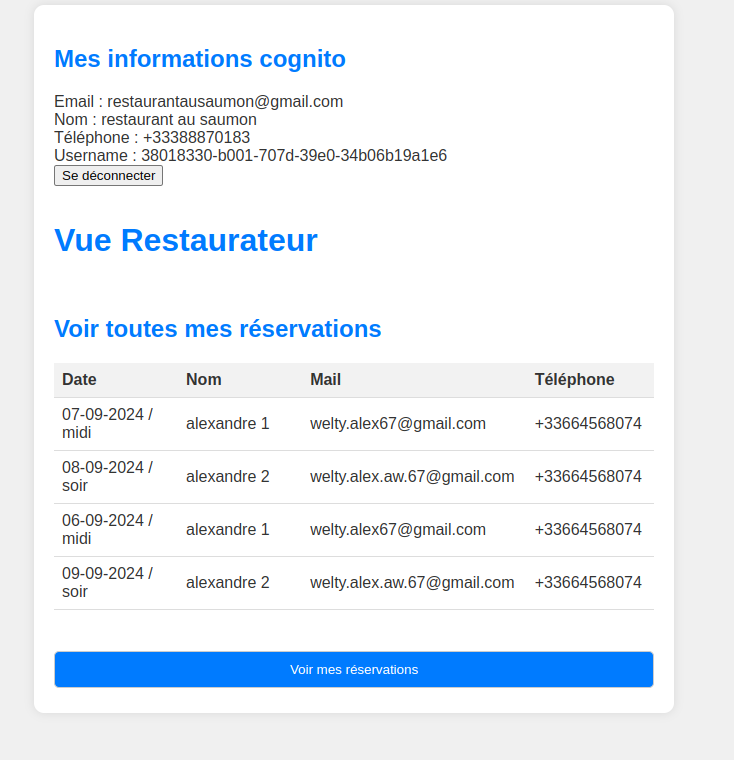 Mes informations cognito
Email : restaurantausaumon@gmail.com
Nom : restaurant au saumon
Téléphone : +33388870183
Username : 38018330-b001-707d-39e0-34b06b19a1e6
Se déconnecter
Vue Restaurateur
Voir toutes mes réservations
Date Nom Mail Téléphone
07-09-2024 /
midi alexandre 1 welty.alex67@gmail.com +33664568074
08-09-2024 /
soir alexandre 2 welty.alex.aw.67@gmail.com +33664568074
06-09-2024 /
midi alexandre 1 welty.alex67@gmail.com +33664568074
09-09-2024 /
soir alexandre 2 welty.alex.aw.67@gmail.com +33664568074
Voir mes réservations